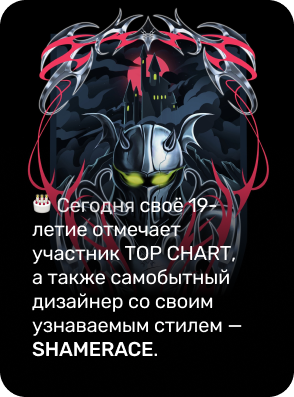 🎂 Сегодня своё 19-
летие отмечает
участник TOP CHART,
а также самобытный
дизайнер со своим
узнаваемым стилем —
SHAMERACE.